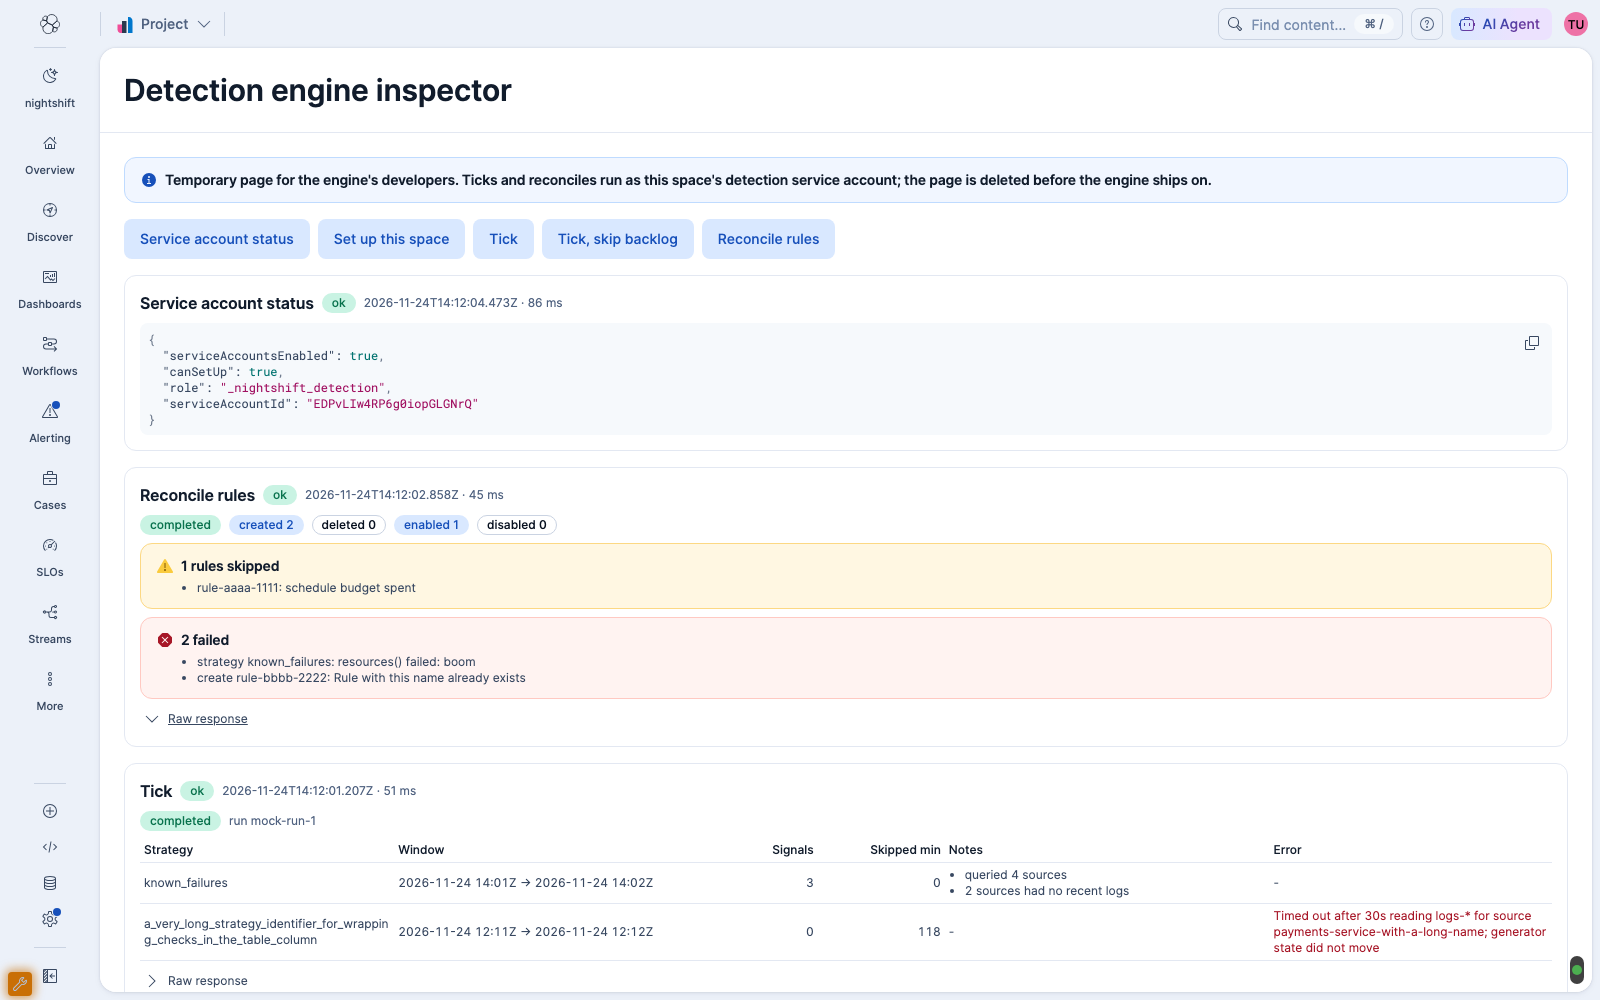 Project
Find content...
⌘ /
AI Agent
TU
nightshift
Overview
Discover
Dashboards
Workflows
Alerting
Cases
SLOs
Streams
More
Detection engine inspector
Temporary page for the engine's developers. Ticks and reconciles run as this space's detection service account; the page is deleted before the engine ships on.
Service account status
Set up this space
Tick
Tick, skip backlog
Reconcile rules
Service account status ok 2026-11-24T14:12:04.473Z · 86 ms
{
"serviceAccountsEnabled": true,
"canSetUp": true,
"role": "_nightshift_detection",
"serviceAccountId": "EDPvLIw4RP6g0iopGLGNrQ"
}
Reconcile rules ok 2026-11-24T14:12:02.858Z · 45 ms
completed created 2 deleted 0 enabled 1 disabled 0
1 rules skipped
• rule-aaaa-1111: schedule budget spent
2 failed
• strategy known_failures: resources() failed: boom
• create rule-bbbb-2222: Rule with this name already exists
Raw response
Tick ok 2026-11-24T14:12:01.207Z · 51 ms
completed run mock-run-1
Strategy Window Signals Skipped min Notes Error
known_failures 2026-11-24 14:01Z → 2026-11-24 14:02Z 3 0 • queried 4 sources -
• 2 sources had no recent logs
a_very_long_strategy_identifier_for_wrappin
g_checks_in_the_table_column
2026-11-24 12:11Z → 2026-11-24 12:12Z 0 118 -
Timed out after 30s reading logs-* for source
payments-service-with-a-long-name; generator
state did not move
Raw response